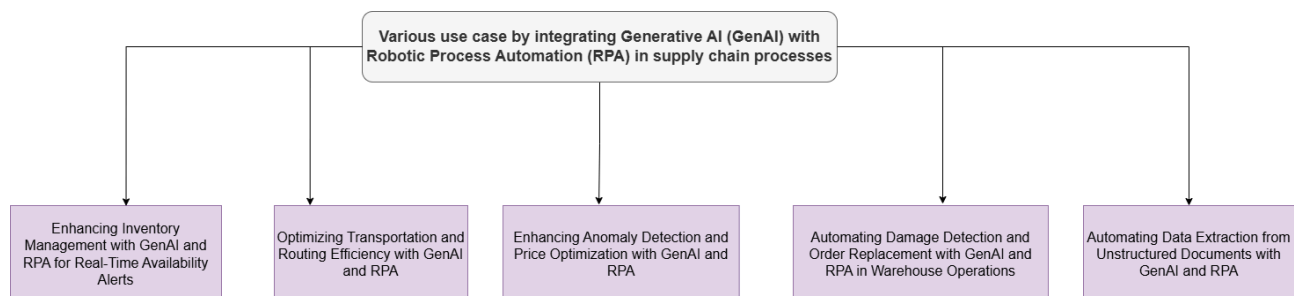 Various use case by integrating Generative AI (GenAI) with
Robotic Process Automation (RPA) in supply chain processes
Enhancing Inventory
Management with GenAI and
RPA for Real-Time Availability
Alerts
Optimizing Transportation and
Routing Efficiency with GenAI
and RPA
Enhancing Anomaly Detection and
Price Optimization with GenAI and
RPA
Automating Damage Detection and
Order Replacement with GenAI and
RPA in Warehouse Operations
Automating Data Extraction from
Unstructured Documents with
GenAI and RPA